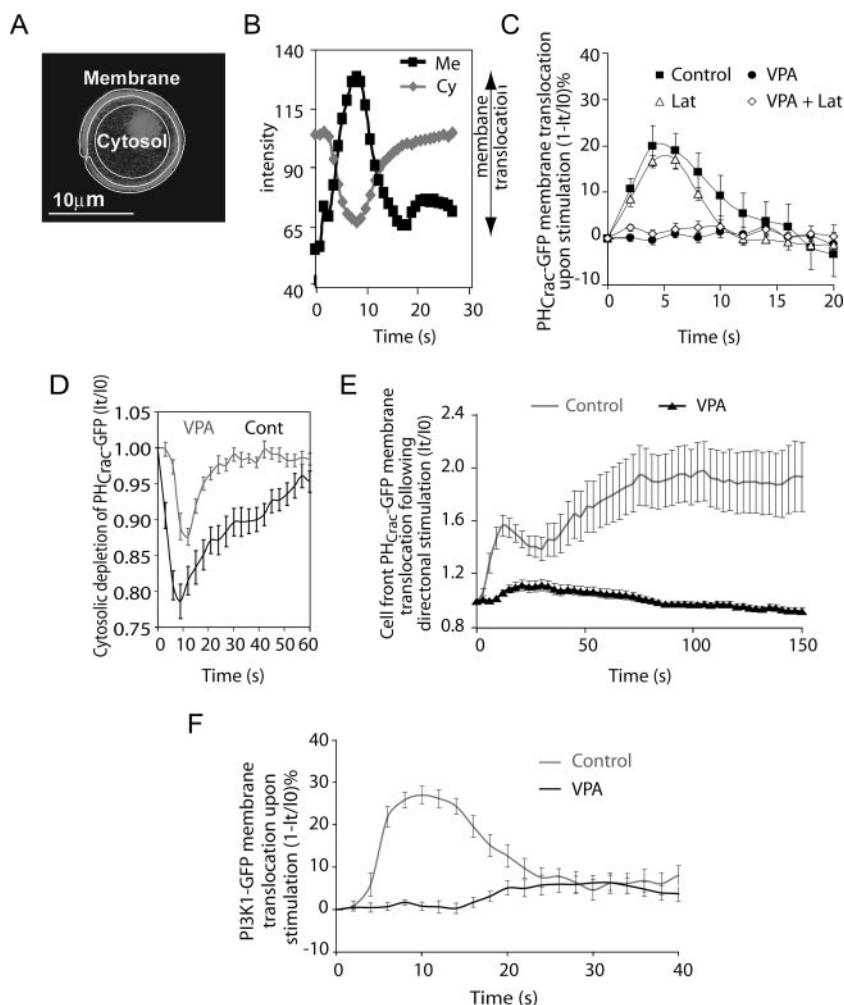 A
Membrane
Cytosol
10μm
B
140
115
90
65
40
intensity
Me
Cy
membane
translocation
0 10 20 30
Time (s)
C
PHCrac-GFP membrane translocation
upon stimulation (1-It/I0)%
40
30
20
10
0
-10
Control
VPA
Lat
VPA + Lat
0 5 10 15 20
Time (s)
D
Cytosolic depletion of PHCrac-GFP (It/I0)
1.05
1.00
0.95
0.90
0.85
0.80
0.75
VPA Cont
0 10 20 30 40 50 60
Time (s)
E
Cell front PHCrac-GFP membrane
translocation following
directonal stimulation (It/I0)
2.4
2.0
1.6
1.2
0.8
Control
VPA
0 50 100 150
Time (s)
F
PI3K1-GFP membrane
translocation upon
stimulation (1-It/I0)%
40
30
20
10
0
-10
Control
VPA
0 10 20 30 40
Time (s)